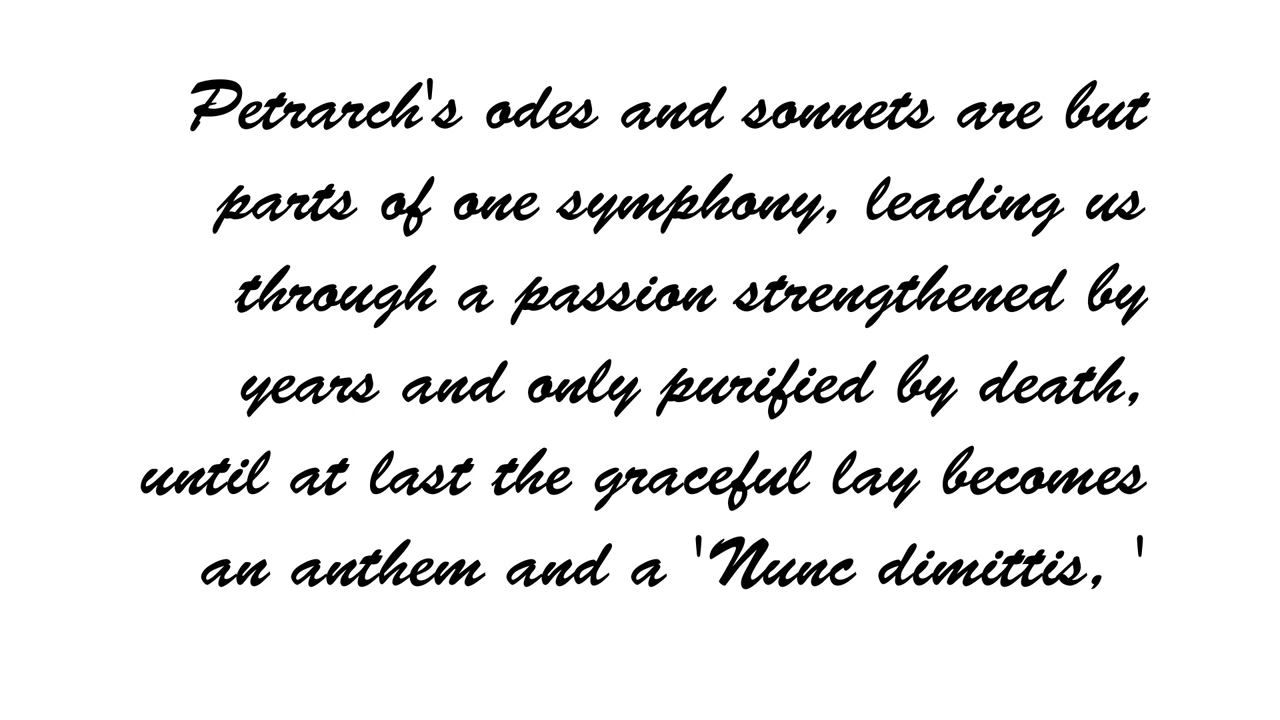 Petrarch's odes and sonnets are but
parts of one symphony, leading us
through a passion strengthened by
years and only purified by death,
until at last the graceful lay becomes
an anthem and a 'Nunc dimittis, '